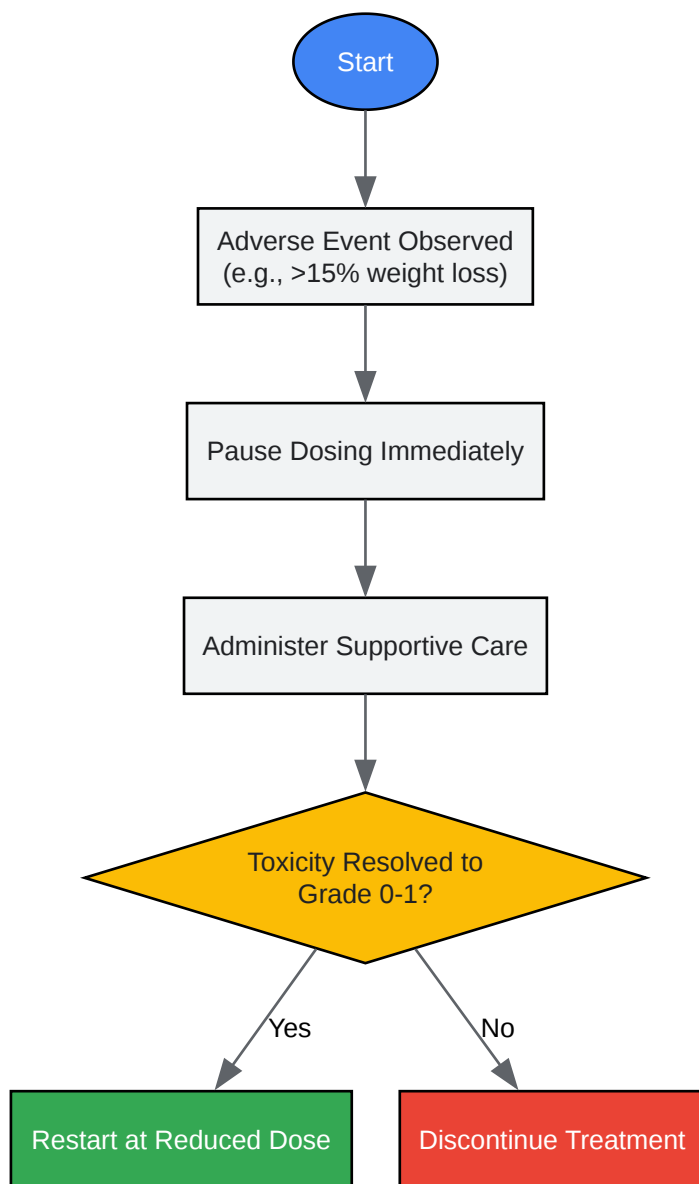 Start
Adverse Event Observed
(e.g., >15% weight loss)
Pause Dosing Immediately
Administer Supportive Care
Toxicity Resolved to
Grade 0-1?
Yes
No
Restart at Reduced Dose
Discontinue Treatment